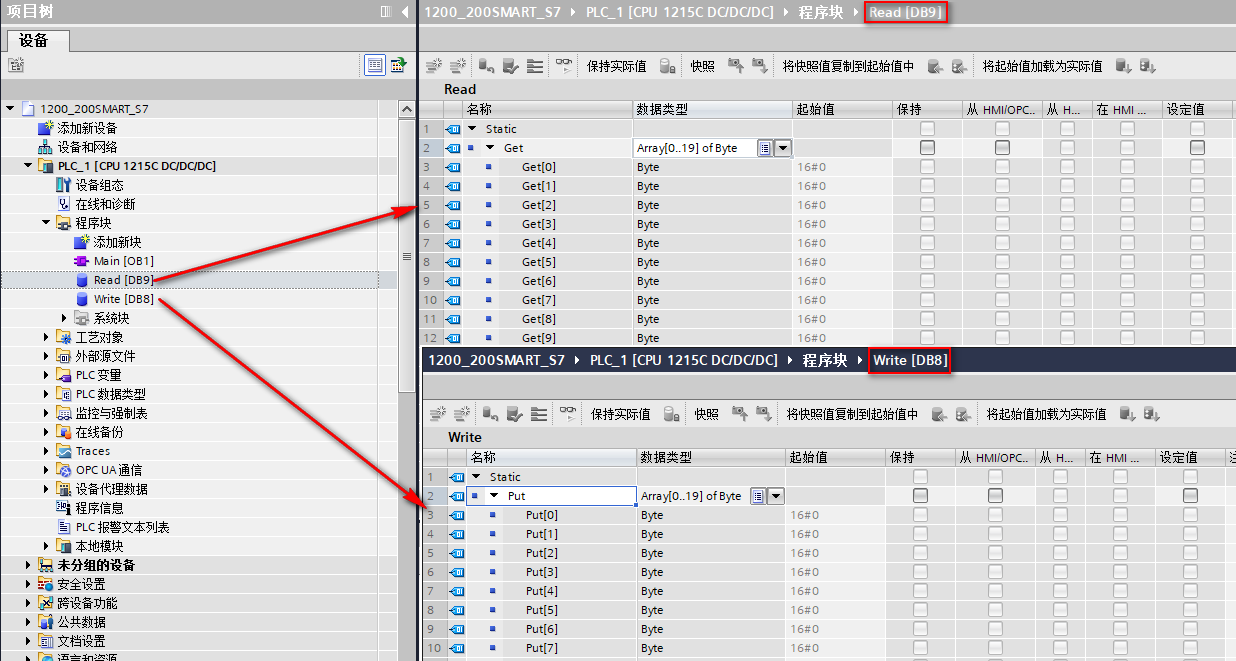 项目树
设备
1200_200SMART_S7
添加新设备
设备和网络
PLC_1 [CPU 1215C DC/DC/DC]
设备组态
在线和诊断
程序块
添加新块
Main [OB1]
Read [DB9]
Write [DB8]
系统块
工艺对象
外部源文件
PLC 变量
PLC 数据类型
监控与强制表
在线备份
Traces
OPC UA 通信
设备代理数据
程序信息
PLC 报警文本列表
本地模块
未分组的设备
安全设置
跨设备功能
公共数据
文档设置
语言和资源
1200_200SMART_S7 PLC_1 [CPU 1215C DC/DC/DC] 程序块 Read [DB9]
保持实际值 快照 将快照值复制到起始值中 将起始值加载为实际值
Read
名称 数据类型 起始值 保持 从 HMI/OPC.. 从 H... 在 HMI ... 设定值
1 Static
2 Get Array[0..19] of Byte
3 Get[0] Byte 16#0
4 Get[1] Byte 16#0
5 Get[2] Byte 16#0
6 Get[3] Byte 16#0
7 Get[4] Byte 16#0
8 Get[5] Byte 16#0
9 Get[6] Byte 16#0
10 Get[7] Byte 16#0
11 Get[8] Byte 16#0
12 Get[9] Byte 16#0
1200_200SMART_S7 PLC_1 [CPU 1215C DC/DC/DC] 程序块 Write [DB8]
保持实际值 快照 将快照值复制到起始值中 将起始值加载为实际值
Write
名称 数据类型 起始值 保持 从 HMI/OPC.. 从 H... 在 HMI ... 设定值
1 Static
2 Put Array[0..19] of Byte
3 Put[0] Byte 16#0
4 Put[1] Byte 16#0
5 Put[2] Byte 16#0
6 Put[3] Byte 16#0
7 Put[4] Byte 16#0
8 Put[5] Byte 16#0
9 Put[6] Byte 16#0
10 Put[7] Byte 16#0